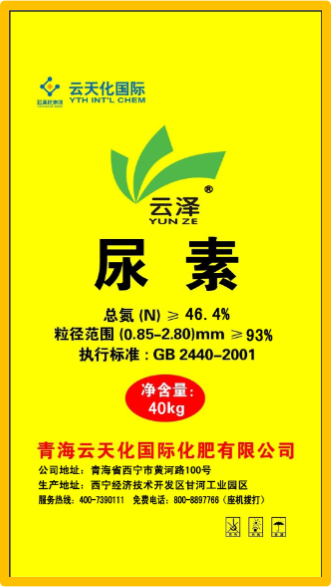 云天化国际
YTH INT'L CHEM
云泽®
YUN ZE
尿 素
总氮 (N) ≥ 46.4%
粒径范围 (0.85-2.80)mm ≥93%
执行标准 : GB 2440-2001
净含量:
40kg
青海云天化国际化肥有限公司
公司地址: 青海省西宁市黄河路100号
生产地址: 西宁经济技术开发区甘河工业园区
服务热线: 400-7390111 免费电话: 800-8897766 (座机拨打)